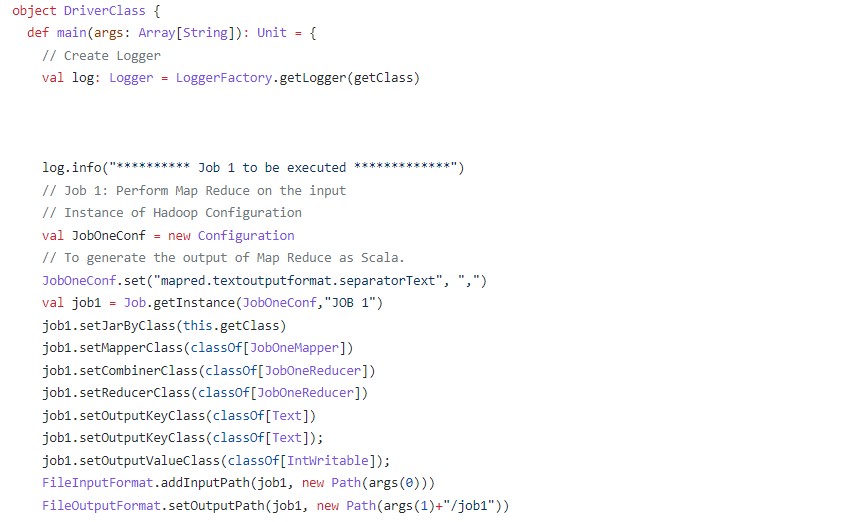 object DriverClass {
def main(args: Array[String]): Unit = {
// Create Logger
val log: Logger = LoggerFactory.getLogger(getClass)
log.info("********** Job 1 to be executed *************")
// Job 1: Perform Map Reduce on the input
// Instance of Hadoop Configuration
val JobOneConf = new Configuration
// To generate the output of Map Reduce as Scala.
JobOneConf.set("mapred.textoutputformat.separatorText", ",")
val job1 = Job.getInstance(JobOneConf,"JOB 1")
job1.setJarByClass(this.getClass)
job1.setMapperClass(classOf[JobOneMapper])
job1.setCombinerClass(classOf[JobOneReducer])
job1.setReducerClass(classOf[JobOneReducer])
job1.setOutputKeyClass(classOf[Text])
job1.setOutputKeyClass(classOf[Text]);
job1.setOutputValueClass(classOf[IntWritable]);
FileInputFormat.addInputPath(job1, new Path(args(0)))
FileOutputFormat.setOutputPath(job1, new Path(args(1)+"/job1"))